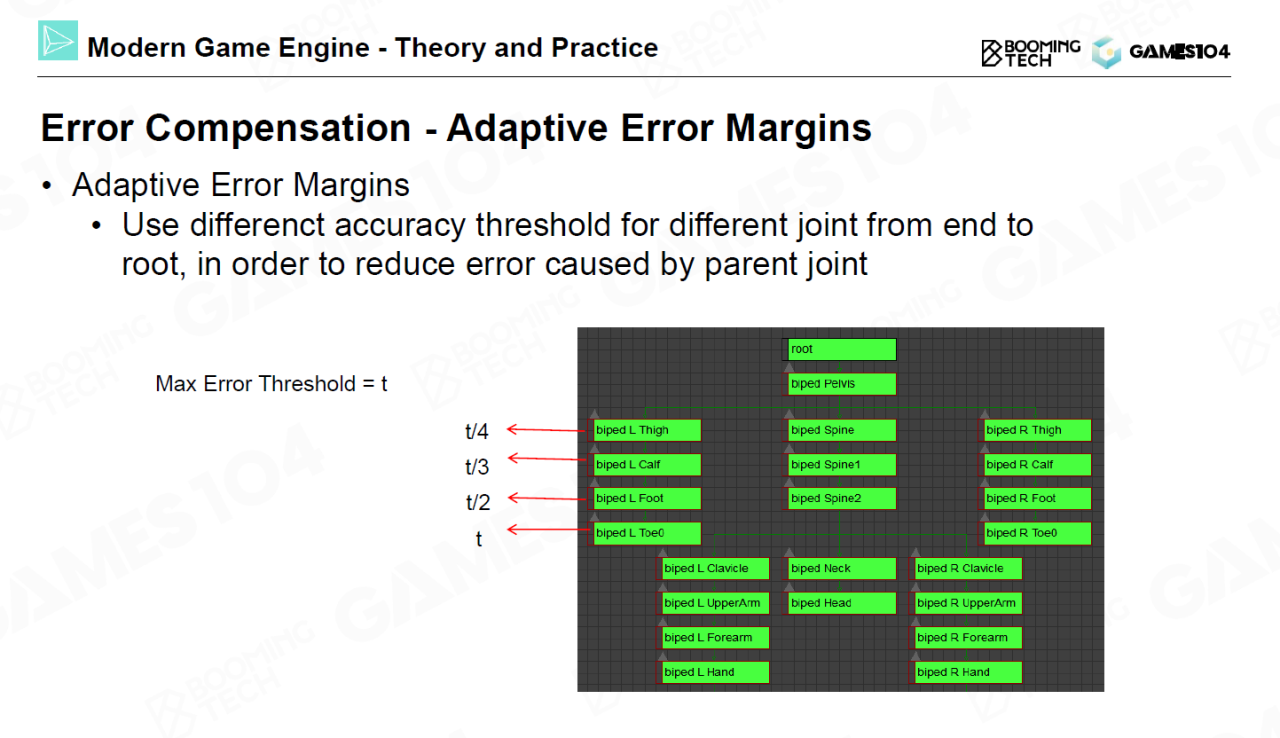 Modern Game Engine - Theory and Practice
BOOMING
TECH
GAMES104
Error Compensation - Adaptive Error Margins
• Adaptive Error Margins
• Use differenct accuracy threshold for different joint from end to
root, in order to reduce error caused by parent joint
Max Error Threshold = t
t/4
t/3
t/2
t
root
biped Pelvis
biped L Thigh biped Spine biped R Thigh
biped L Calf biped Spine1 biped R Calf
biped L Foot biped Spine2 biped R Foot
biped L Toe0 biped R Toe0
biped L Clavicle biped Neck biped R Clavicle
biped L UpperArm biped Head biped R UpperArm
biped L Forearm biped R Forearm
biped L Hand biped R Hand